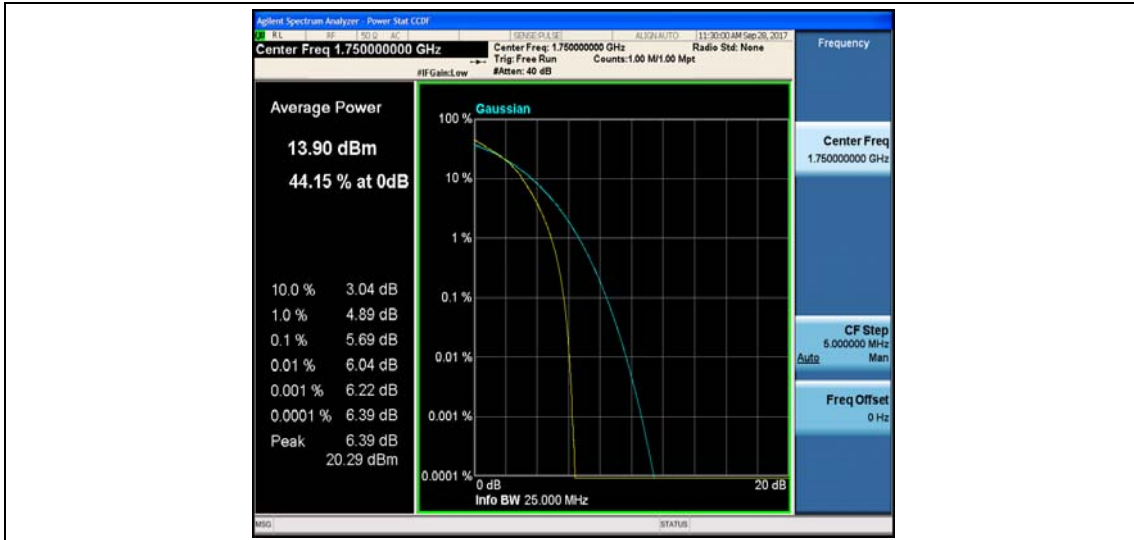 Agilent Spectrum Analyzer - Power Stat CCDF
RL RF 50 Ω AC SENSE:PULSE ALIGN AUTO 11:30:00 AM Sep 28, 2017
Center Freq 1.750000000 GHz
Center Freq: 1.750000000 GHz Radio Std: None
Trig: Free Run Counts:1.00 M/1.00 Mpt
#IFGain:Low #Atten: 40 dB
Frequency
Average Power
13.90 dBm
44.15 % at 0dB
10.0 % 3.04 dB
1.0 % 4.89 dB
0.1 % 5.69 dB
0.01 % 6.04 dB
0.001 % 6.22 dB
0.0001 % 6.39 dB
Peak 6.39 dB
20.29 dBm
Gaussian
100 %
10 %
1 %
0.1 %
0.01 %
0.001 %
0.0001 %
0 dB 20 dB
Info BW 25.000 MHz
Center Freq
1.750000000 GHz
CF Step
5.000000 MHz
Auto Man
Freq Offset
0 Hz
MSG STATUS